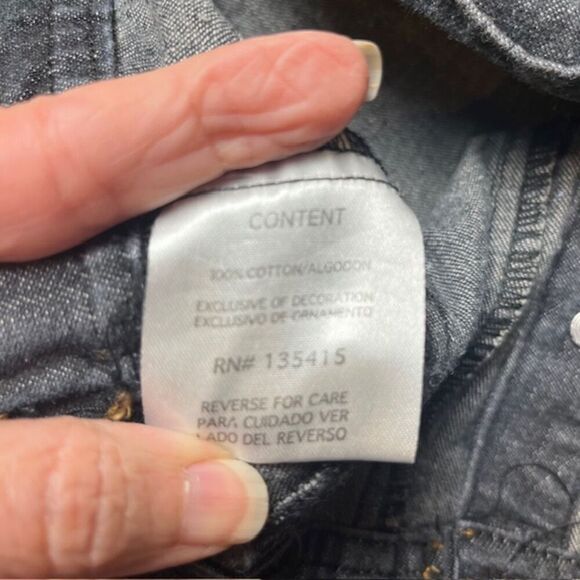 CONTENT
100% COTTON/ALGODON
EXCLUSIVE OF DECORATION
EXCLUSIVO DE ORNAMENTO
RN# 135415
REVERSE FOR CARE
PARA CUIDADO VER
LADO DEL REVERSO